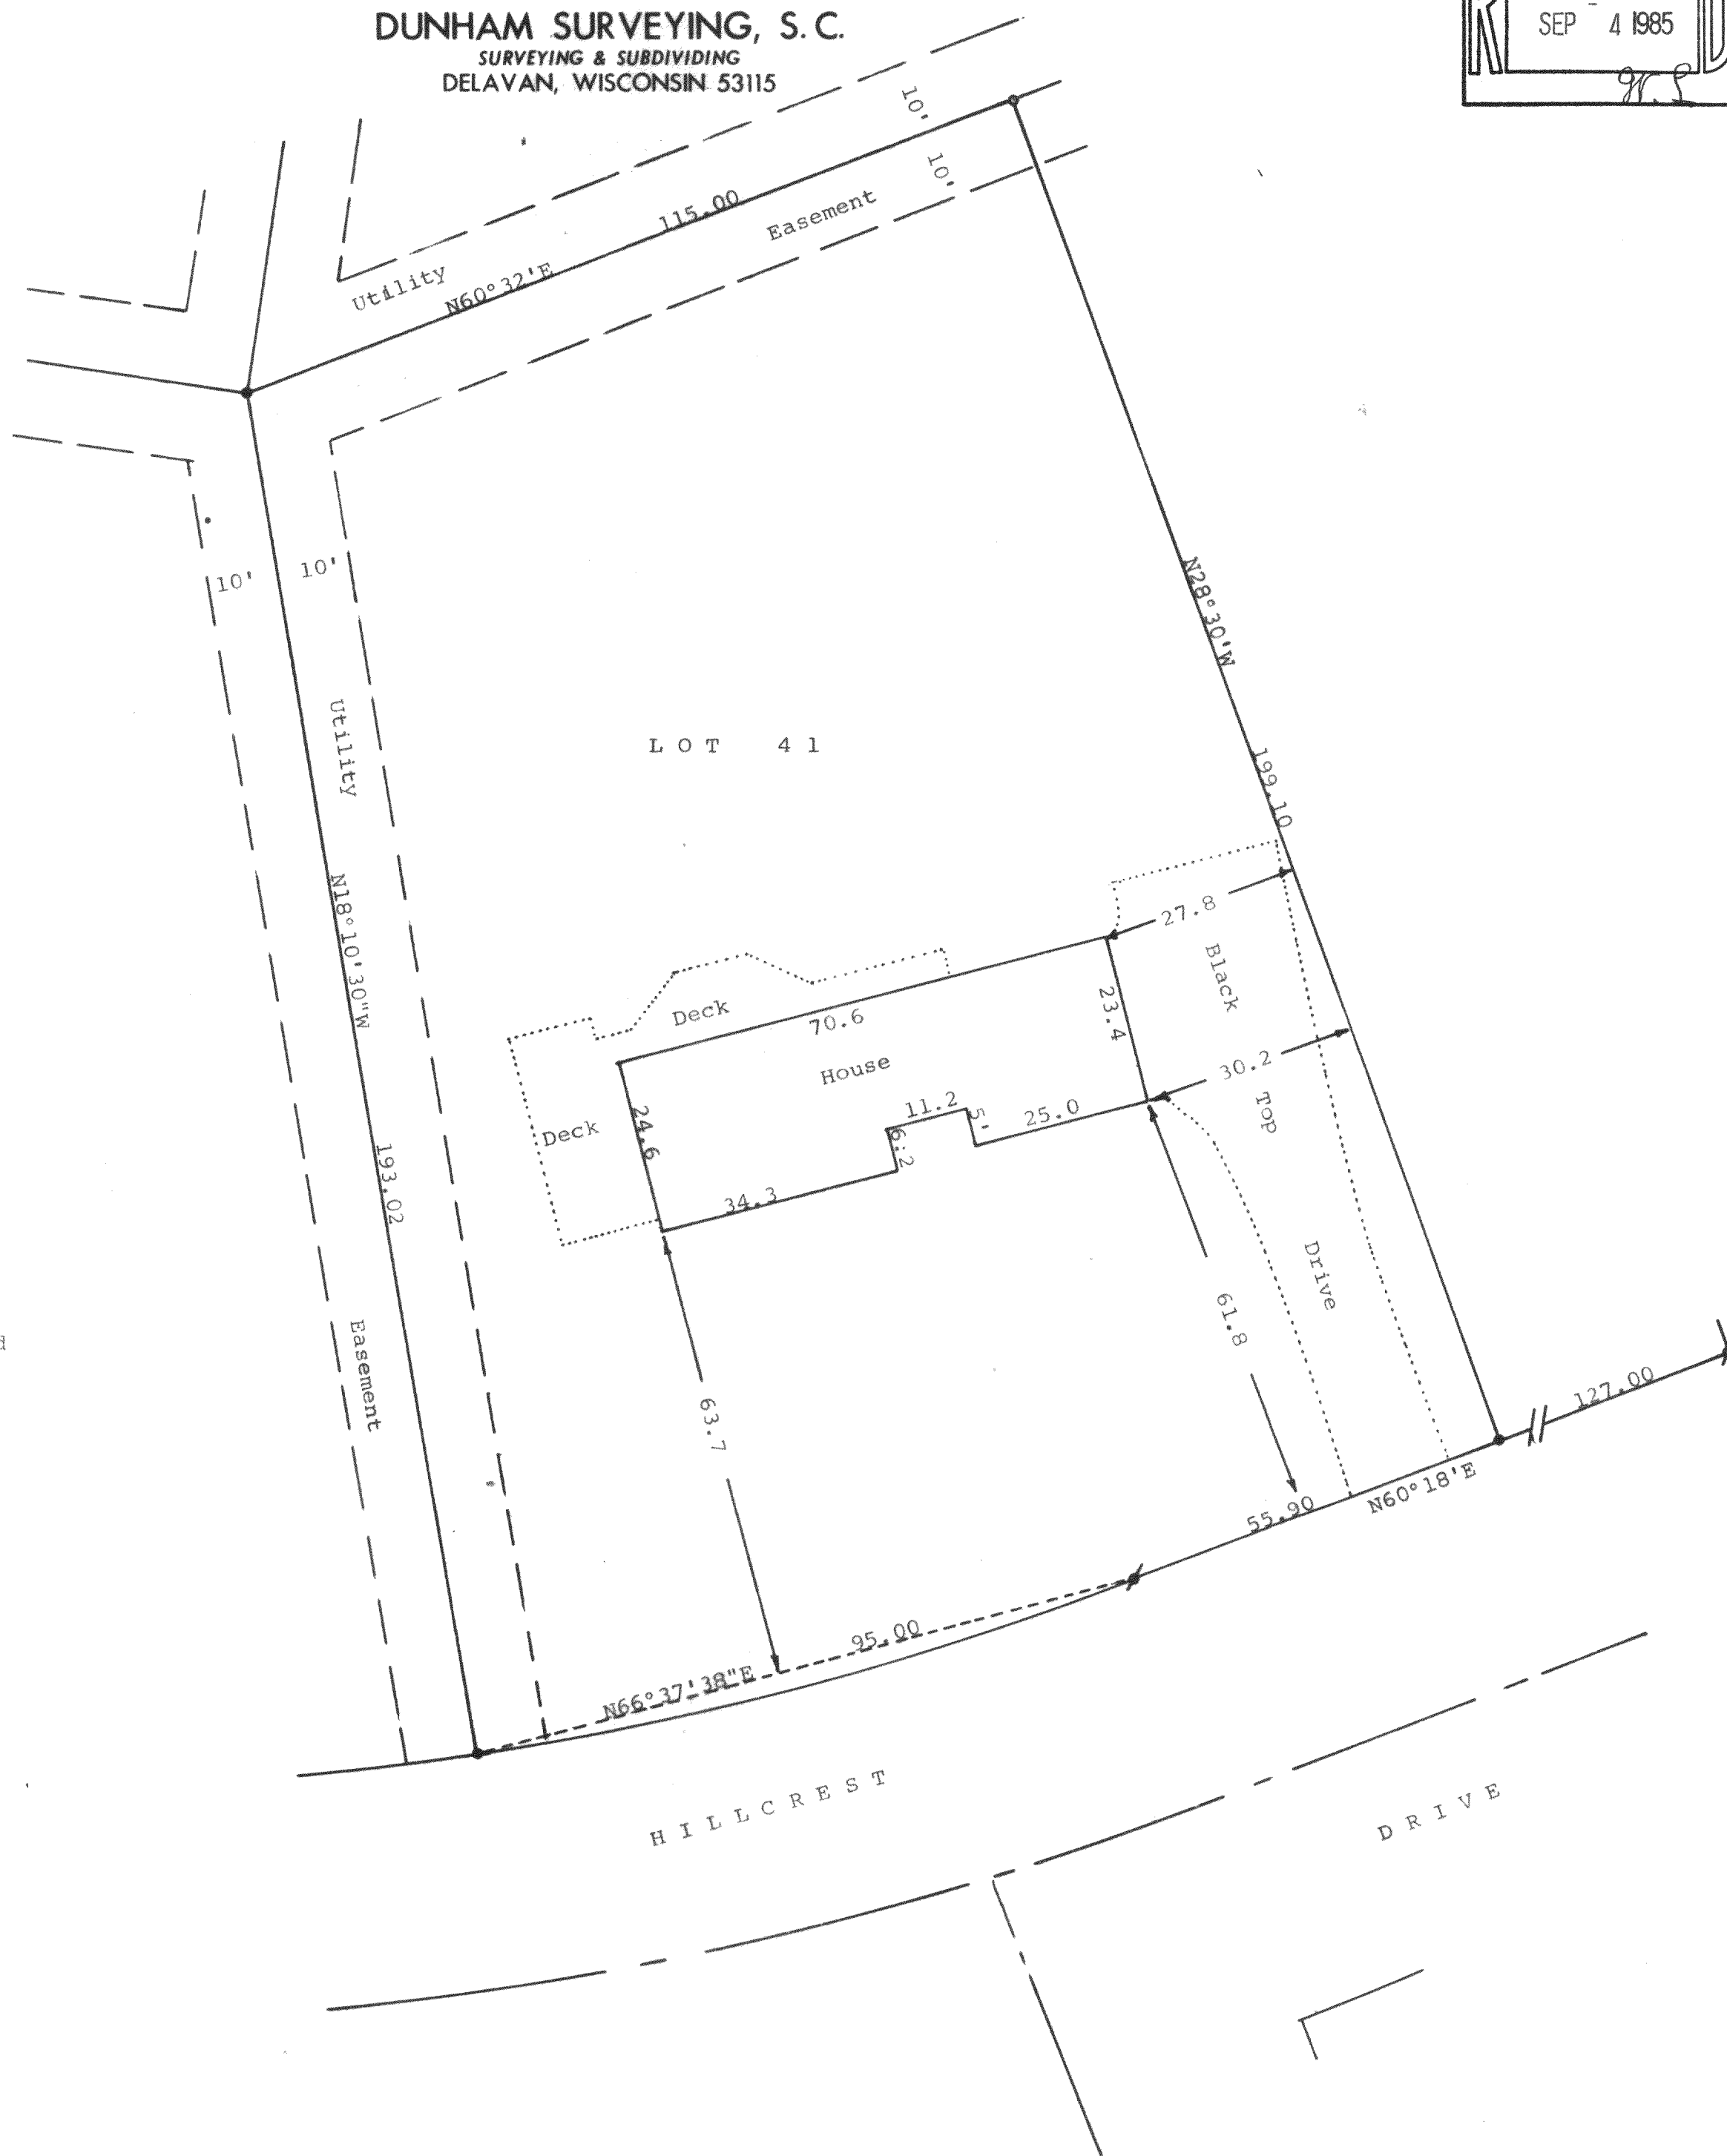 DUNHAM SURVEYING, S.C.
SURVEYING & SUBDIVIDING
DELAVAN, WISCONSIN 53115
SEP - 4 1985
10'
10'
115.00
Easement
Utility
N60°32'E
10'
10'
N28°30'W
199.10
Utility
LOT 41
N18°10'30"W
193.02
Easement
27.8
Black
Deck
70.6
23.4
House
30.2
Top
11.2
5.
25.0
6.2
Deck
24.6
34.3
Drive
61.8
63.7
127.00
N60°18'E
55.90
95.00
N66°37'38"E
HILLCREST
DRIVE